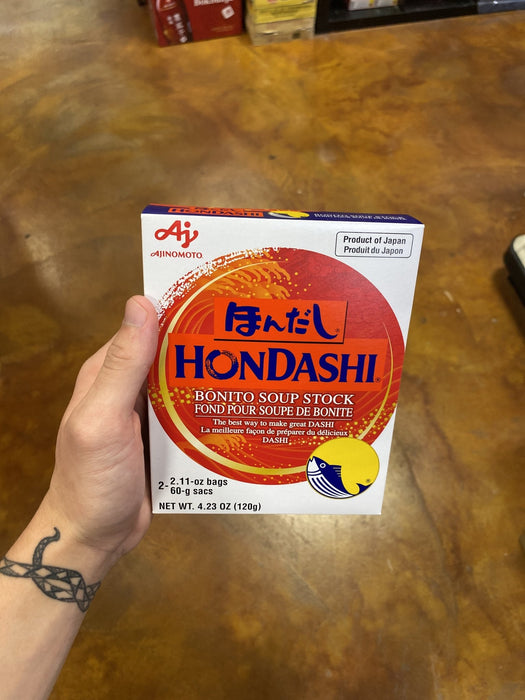 HONDASHI
Aj
AJINOMOTO
Product of Japan
Produit du Japon
ほんだし
HONDASHI
BONITO SOUP STOCK
FOND POUR SOUPE DE BONITE
The best way to make great DASHI
La meilleure façon de préparer du délicieux
DASHI
2- 2.11-oz bags
60-g sacs
NET WT. 4.23 OZ (120g)